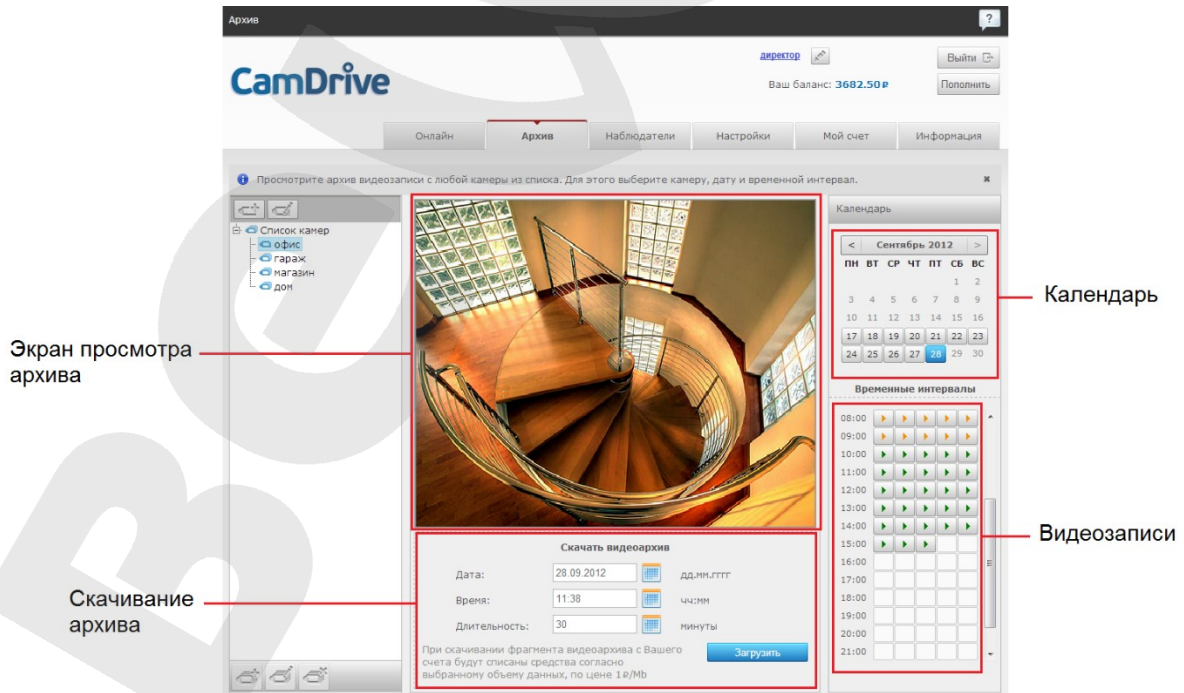 Архив
?
CamDrive
директор
Выйти
Ваш баланс: 3682.50₽
Пополнить
Онлайн
Архив
Наблюдатели
Настройки
Мой счет
Информация
Просмотрите архив видеозаписи с любой камеры из списка. Для этого выберите камеру, дату и временной интервал.
Список камер
офис
гараж
магазин
дом
Календарь
< Сентябрь 2012 >
ПН ВТ СР ЧТ ПТ СБ ВС
1 2
3 4 5 6 7 8 9
10 11 12 13 14 15 16
17 18 19 20 21 22 23
24 25 26 27 28 29 30
Временные интервалы
08:00
09:00
10:00
11:00
12:00
13:00
14:00
15:00
16:00
17:00
18:00
19:00
20:00
21:00
Скачать видеоархив
Дата: 28.09.2012 дд.мм.гггг
Время: 11:38 чч:мм
Длительность: 30 минуты
При скачивании фрагмента видеоархива с Вашего
счета будут списаны средства согласно
выбранному объему данных, по цене 1₽/Mb
Загрузить
Экран просмотра
архива
Скачивание
архива
Календарь
Видеозаписи